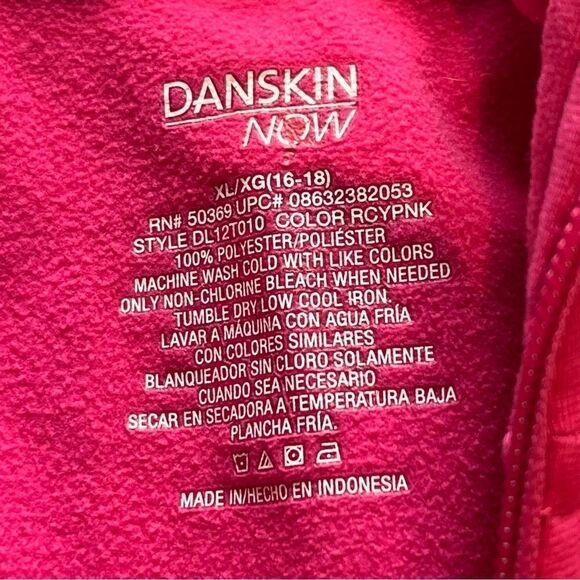 DANSKIN
NOW
XL/XG(16-18)
RN# 50369 UPC# 08632382053
STYLE DL12T010 COLOR RCYPNK
100% POLYESTER/POLIÉSTER
MACHINE WASH COLD WITH LIKE COLORS
ONLY NON-CHLORINE BLEACH WHEN NEEDED
TUMBLE DRY LOW COOL IRON.
LAVAR A MÁQUINA CON AGUA FRÍA
CON COLORES SIMILARES
BLANQUEADOR SIN CLORO SOLAMENTE
CUANDO SEA NECESARIO
SECAR EN SECADORA A TEMPERATURA BAJA
PLANCHA FRÍA.
MADE IN/HECHO EN INDONESIA